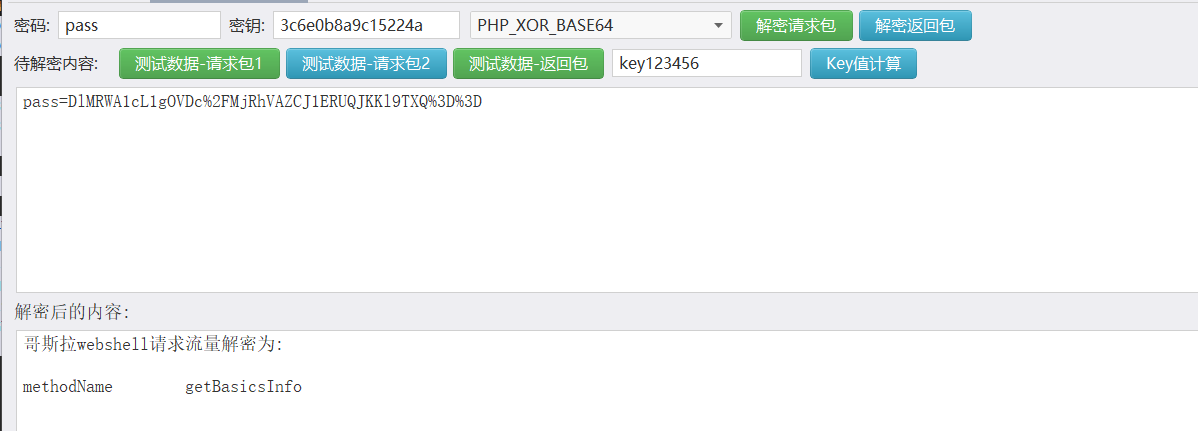 密码: pass 密钥: 3c6e0b8a9c15224a PHP_XOR_BASE64 解密请求包 解密返回包
待解密内容: 测试数据-请求包1 测试数据-请求包2 测试数据-返回包 key123456 Key值计算
pass=DlMRWA1cL1gOVDc%2FMjRhVAZCJ1ERUQJKKl9TXQ%3D%3D
解密后的内容:
哥斯拉webshell请求流量解密为:
methodName getBasicsInfo